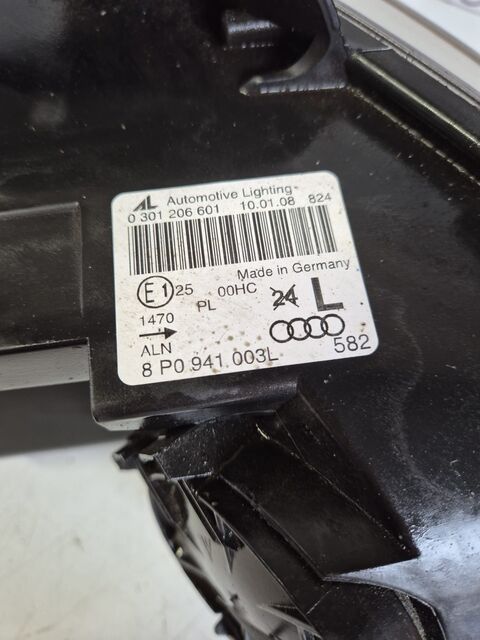 AL Automotive Lighting
0 301 206 601 10.01.08 824
Made in Germany
E1 25 PL 00HC 24 L
1470
ALN
8 P0 941 003L 582